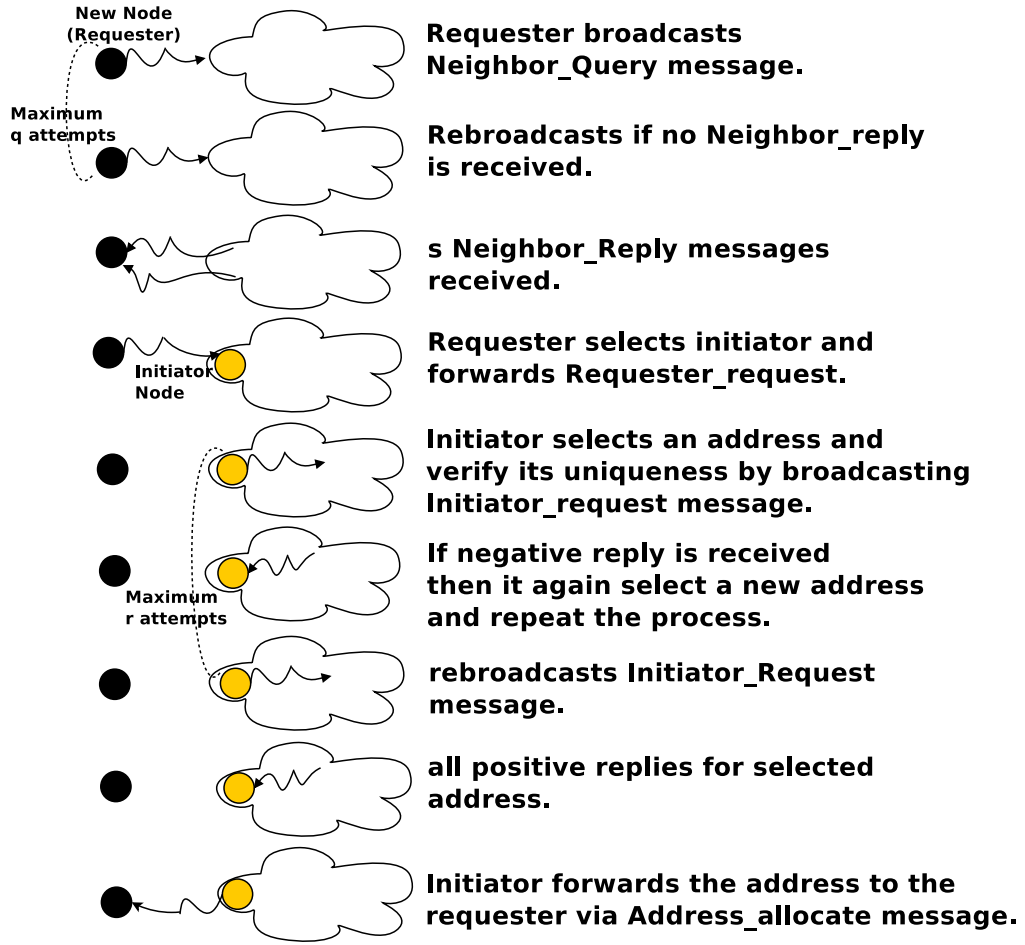 New Node
(Requester)
Requester broadcasts
Neighbor_Query message.
Maximum
q attempts
Rebroadcasts if no Neighbor_reply
is received.
s Neighbor_Reply messages
received.
Requester selects initiator and
forwards Requester_request.
Initiator
Node
Initiator selects an address and
verify its uniqueness by broadcasting
Initiator_request message.
If negative reply is received
then it again select a new address
and repeat the process.
Maximum
r attempts
rebroadcasts Initiator_Request
message.
all positive replies for selected
address.
Initiator forwards the address to the
requester via Address_allocate message.